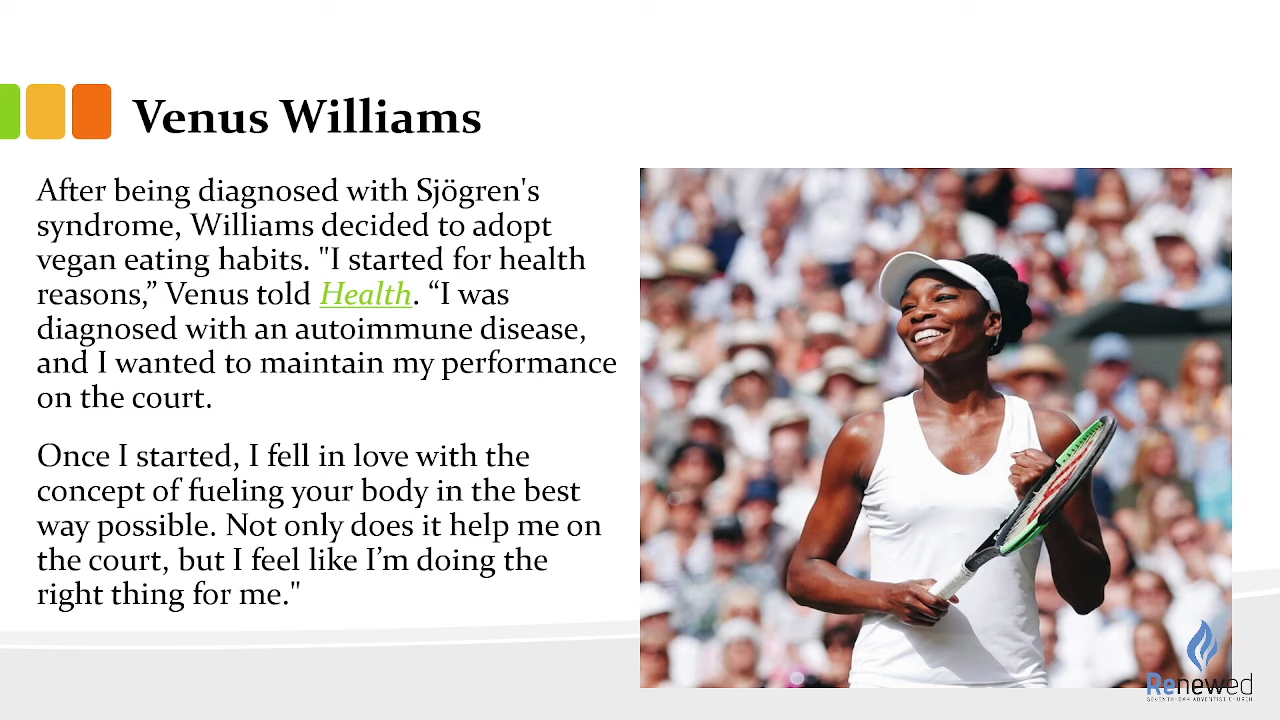 Venus Williams
After being diagnosed with Sjögren's
syndrome, Williams decided to adopt
vegan eating habits. "I started for health
reasons,” Venus told Health. “I was
diagnosed with an autoimmune disease,
and I wanted to maintain my performance
on the court.
Once I started, I fell in love with the
concept of fueling your body in the best
way possible. Not only does it help me on
the court, but I feel like I’m doing the
right thing for me."
Renewed
SEVENTH-DAY ADVENTIST CHURCH